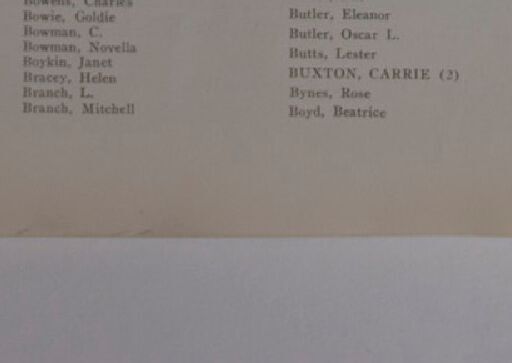 Bowens, Charles
Bowie, Goldie
Bowman, C.
Bowman, Novella
Boykin, Janet
Bracey, Helen
Branch, L.
Branch, Mitchell
Butler, Eleanor
Butler, Oscar L.
Butts, Lester
BUXTON, CARRIE (2)
Bynes, Rose
Boyd, Beatrice